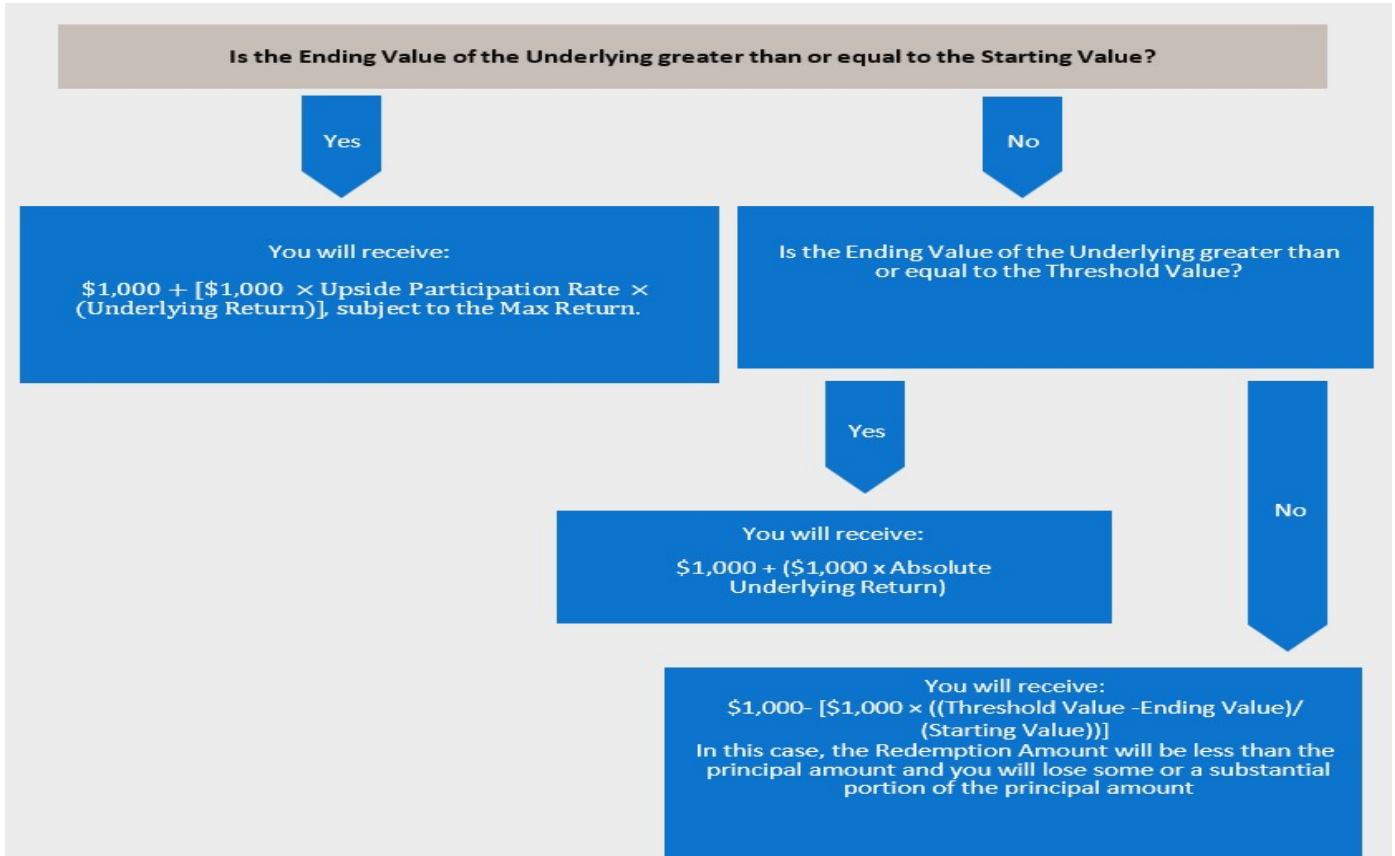 Is the Ending Value of the Underlying greater than or equal to the Starting Value?
Yes
No
You will receive:
$1,000 + [$1,000 × Upside Participation Rate ×
(Underlying Return)], subject to the Max Return.
Is the Ending Value of the Underlying greater than
or equal to the Threshold Value?
Yes
No
You will receive:
$1,000 + ($1,000 x Absolute
Underlying Return)
You will receive:
$1,000- [$1,000 × ((Threshold Value -Ending Value)/
(Starting Value))]
In this case, the Redemption Amount will be less than the
principal amount and you will lose some or a substantial
portion of the principal amount